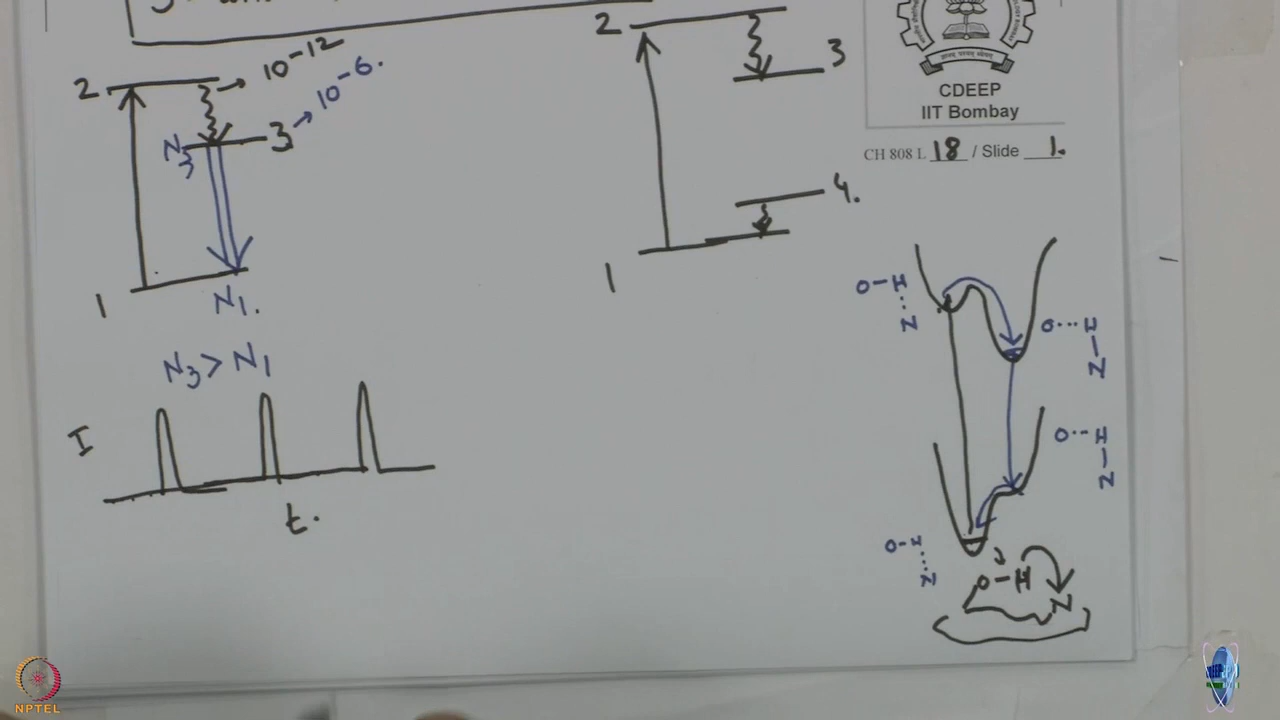 2 → 10-12
3 → 10-6.
N3
1
N1.
N3 > N1
I
t.
2
3
4.
1
CDEEP
IIT Bombay
CH 808 L 18 / Slide 1.
O-H
N
O···H
N
O···H
N
O-H
N
O-H
N
NPTEL